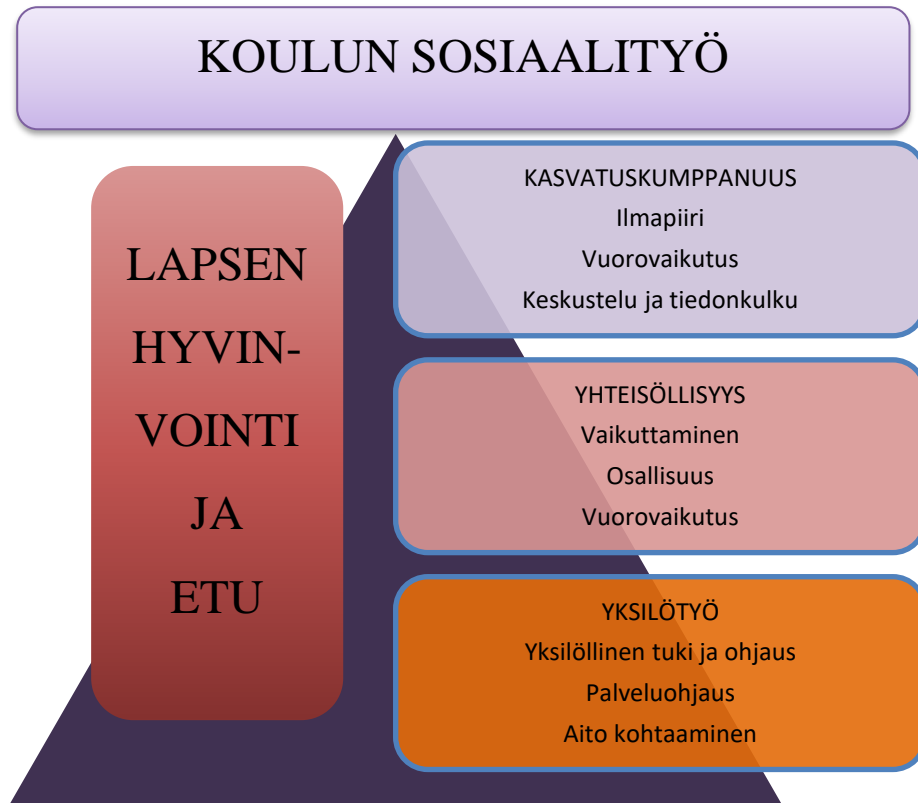 KOULUN SOSIAALITYÖ
LAPSEN
HYVIN-
VOINTI
JA
ETU
KASVATUSKUMPPANUUS
Ilmapiiri
Vuorovaikutus
Keskustelu ja tiedonkulku
YHTEISÖLLISYYS
Vaikuttaminen
Osallisuus
Vuorovaikutus
YKSILÖTYÖ
Yksilöllinen tuki ja ohjaus
Palveluohjaus
Aito kohtaaminen